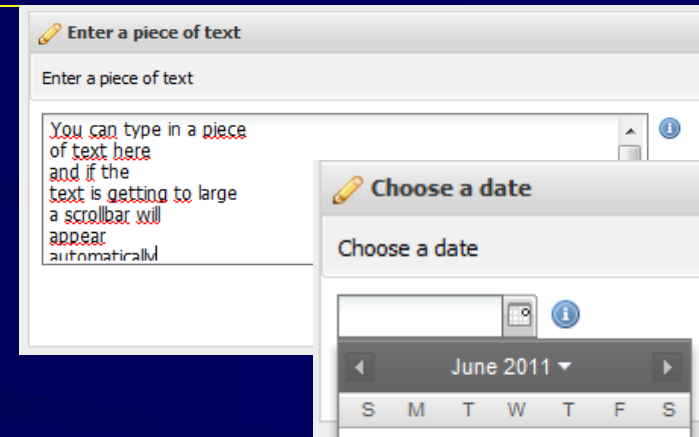 Enter a piece of text
Enter a piece of text
You can type in a piece
of text here
and if the
text is getting to large
a scrollbar will
appear
automatically
Choose a date
Choose a date
June 2011
S M T W T F S